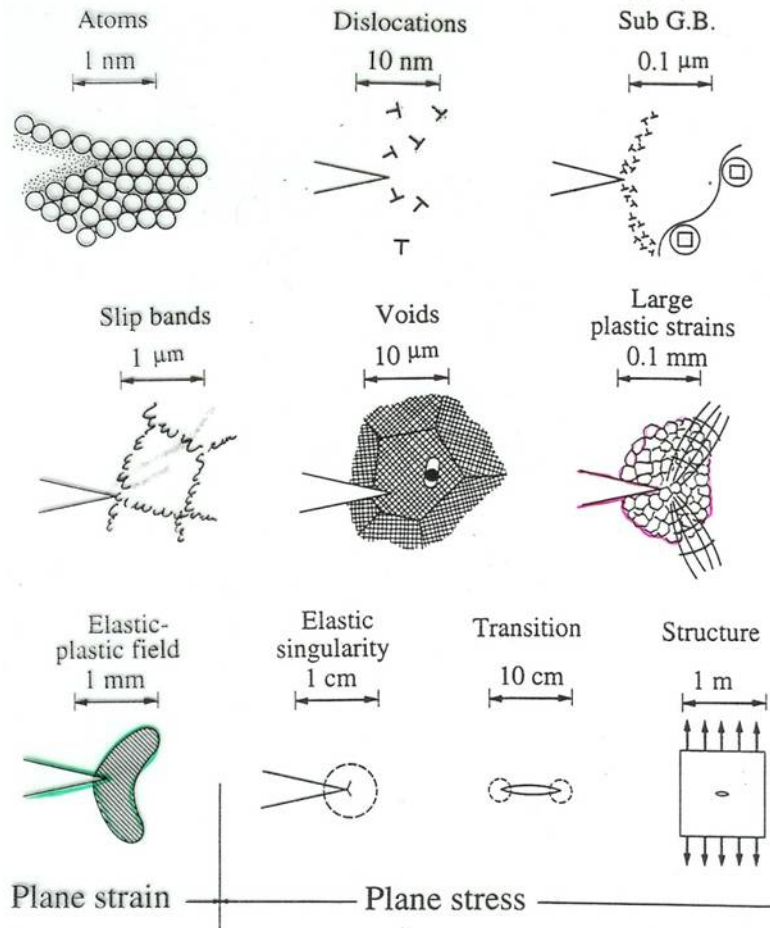 Atoms
1 nm
Dislocations
10 nm
Sub G.B.
0.1 μm
Slip bands
1 μm
Voids
10 μm
Large
plastic strains
0.1 mm
Elastic-
plastic field
1 mm
Elastic
singularity
1 cm
Transition
10 cm
Structure
1 m
Plane strain
Plane stress